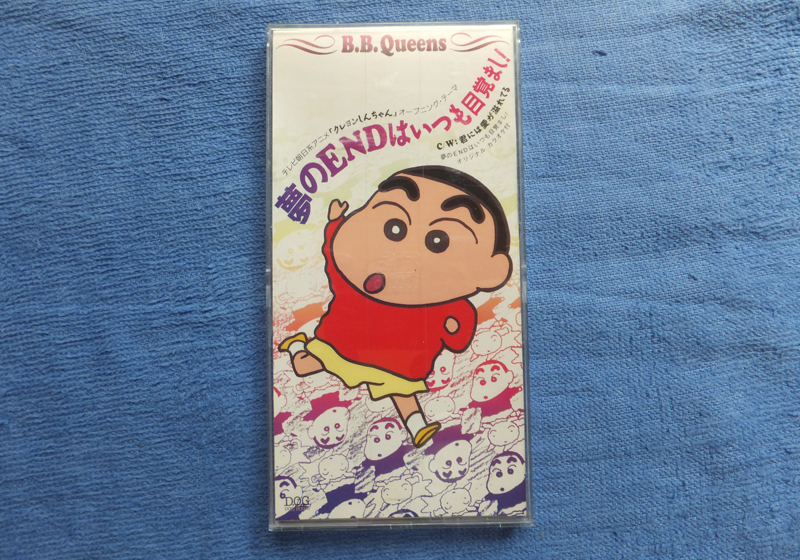 B.B.Queens
テレビ朝日系アニメ「クレヨンしんちゃん」オープニング・テーマ
夢のENDはいつも目覚まし!
C/W:君には愛が溢れてる
夢のENDはいつも目覚まし!
オリジナル・カラオケ付
D.O.G.